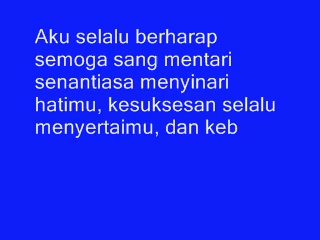 Aku selalu berharap
semoga sang mentari
senantiasa menyinari
hatimu, kesuksesan selalu
menyertaimu, dan keb